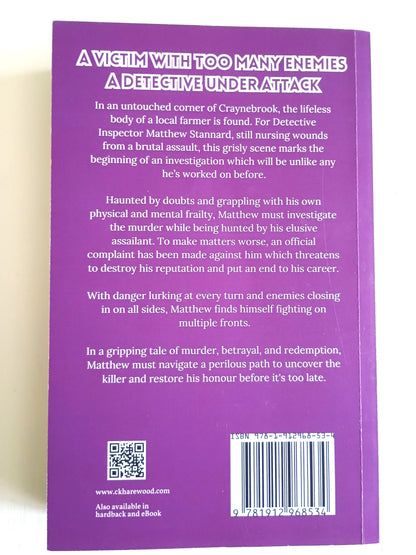 A VICTIM WITH TOO MANY ENEMIES
A DETECTIVE UNDER ATTACK
In an untouched corner of Craynebrook, the lifeless
body of a local farmer is found. For Detective
Inspector Matthew Stannard, still nursing wounds
from a brutal assault, this grisly scene marks the
beginning of an investigation which will be unlike any
he's worked on before.
Haunted by doubts and grappling with his own
physical and mental frailty, Matthew must investigate
the murder while being hunted by his elusive
assailant. To make matters worse, an official
complaint has been made against him which threatens
to destroy his reputation and put an end to his career.
With danger lurking at every turn and enemies closing
in on all sides, Matthew finds himself fighting on
multiple fronts.
In a gripping tale of murder, betrayal, and redemption,
Matthew must navigate a perilous path to uncover the
killer and restore his honour before it's too late.
ISBN 978-1-912968-53-4
9 781912 968534
www.ckharewood.com
Also available in
hardback and eBook